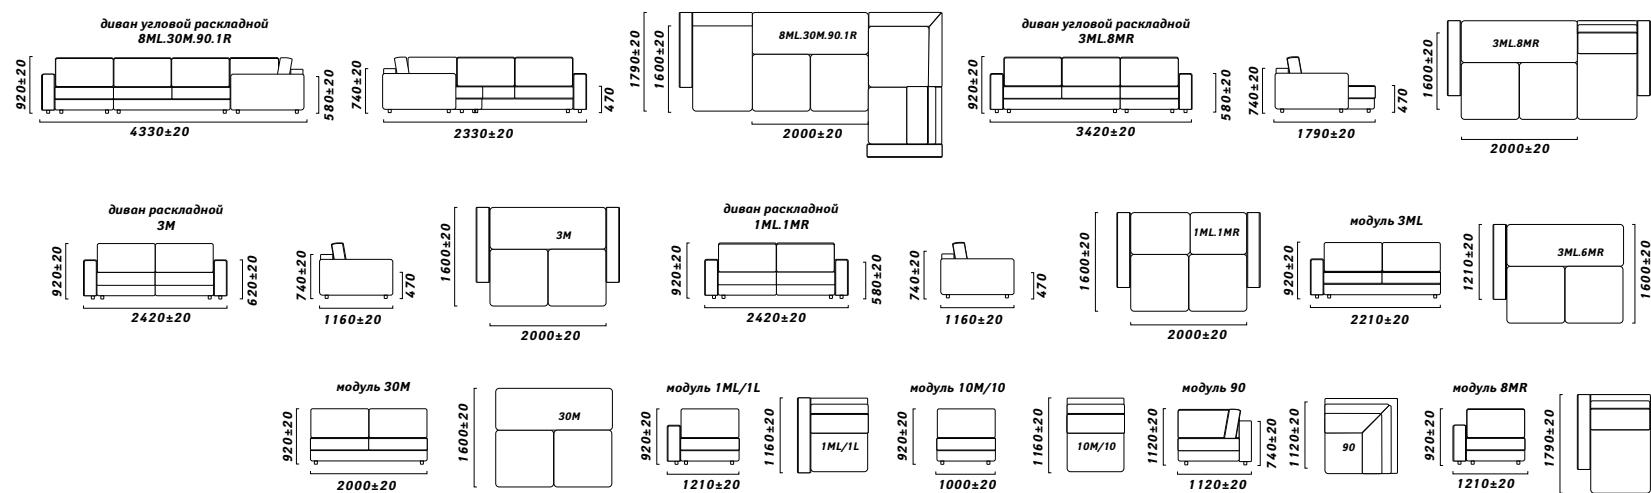 диван угловой раскладной
8ML.30M.90.1R
920±20
580±20
4330±20
740±20
470
2330±20
1790±20
1600±20
8ML.30M.90.1R
2000±20
диван угловой раскладной
3ML.8MR
920±20
580±20
3420±20
740±20
470
1790±20
1600±20
3ML.8MR
2000±20
диван раскладной
3M
920±20
620±20
2420±20
740±20
470
1160±20
1600±20
3M
2000±20
диван раскладной
1ML.1MR
920±20
580±20
2420±20
740±20
470
1160±20
1600±20
1ML.1MR
2000±20
модуль 3ML
920±20
2210±20
1210±20
3ML.6MR
1600±20
модуль 30M
920±20
2000±20
1600±20
30M
модуль 1ML/1L
920±20
1210±20
1160±20
1ML/1L
модуль 10M/10
920±20
1000±20
1160±20
10M/10
модуль 90
1120±20
740±20
1120±20
1120±20
90
модуль 8MR
920±20
1210±20
1790±20